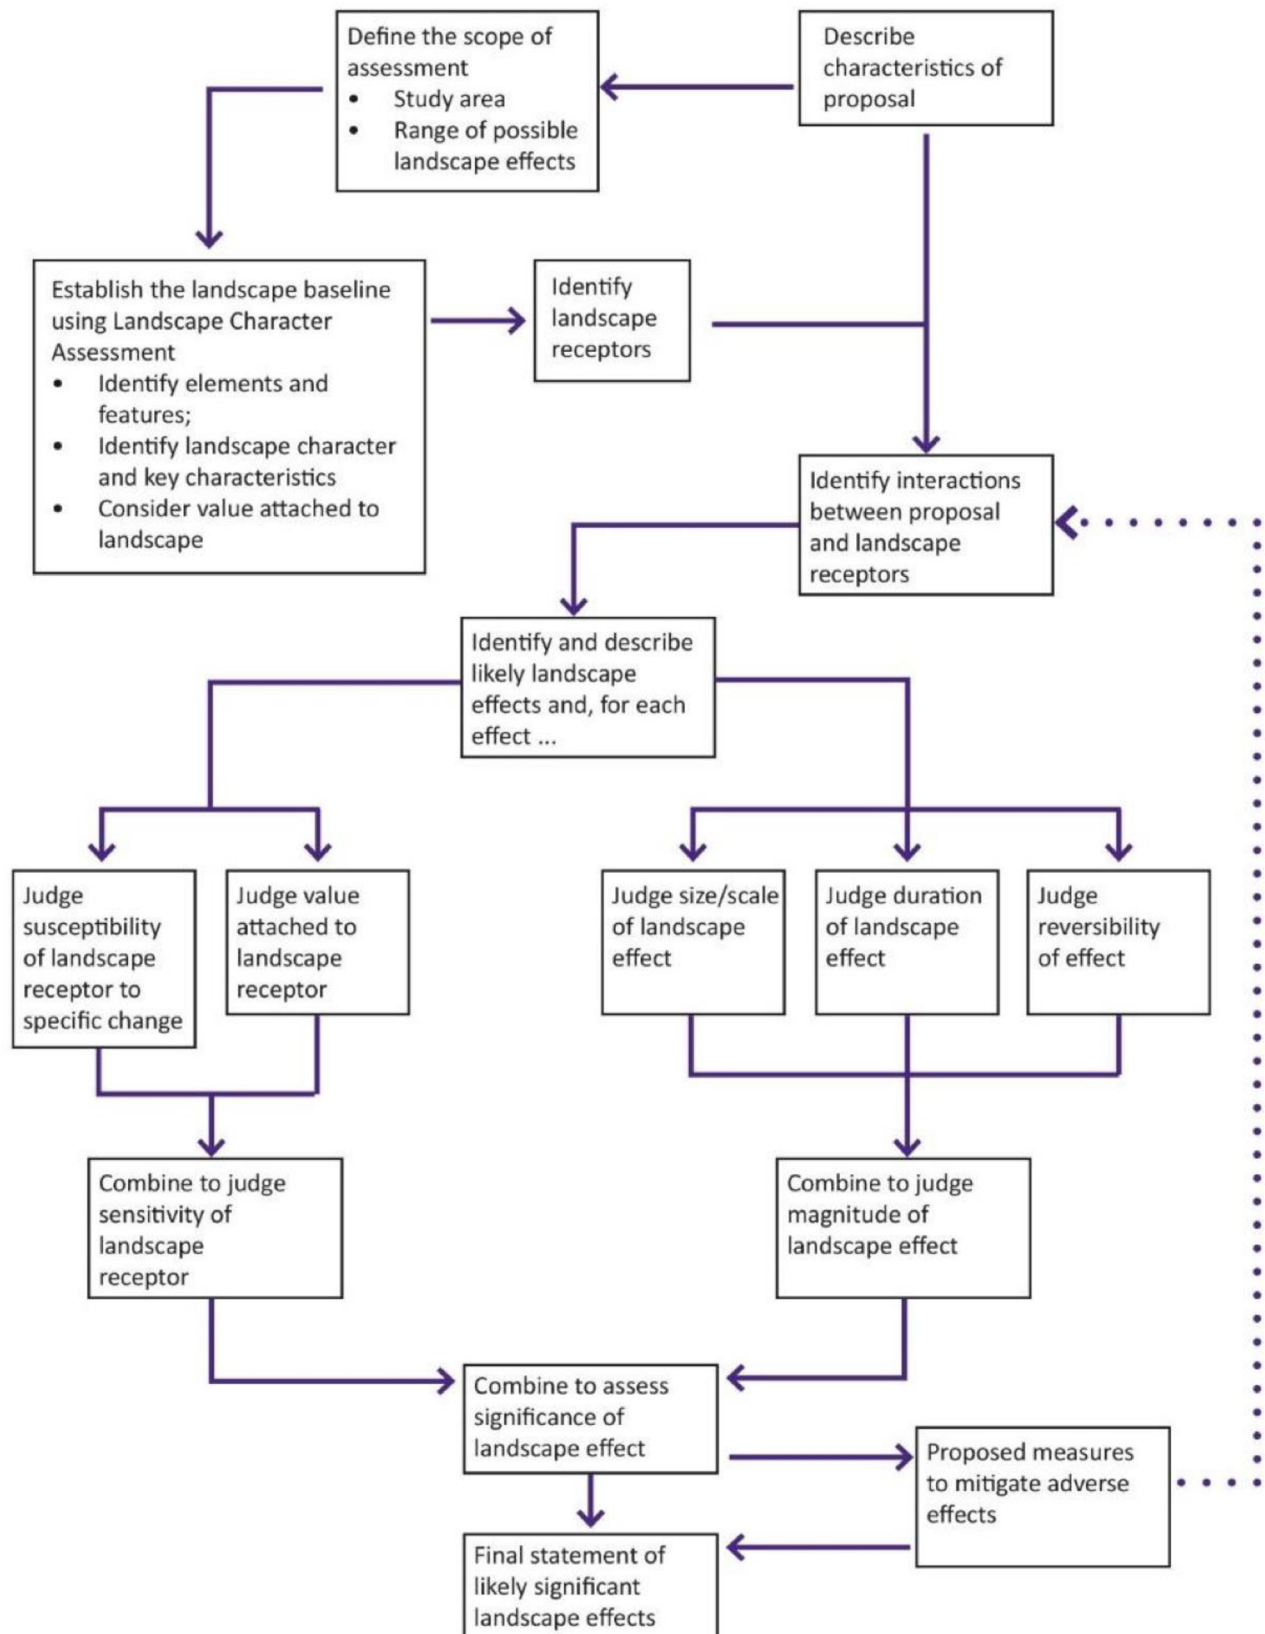 Define the scope of
assessment
• Study area
• Range of possible
landscape effects
Describe
characteristics of
proposal
Establish the landscape baseline
using Landscape Character
Assessment
• Identify elements and
features;
• Identify landscape character
and key characteristics
• Consider value attached to
landscape
Identify
landscape
receptors
Identify interactions
between proposal
and landscape
receptors
Identify and describe
likely landscape
effects and, for each
effect ...
Judge
susceptibility
of landscape
receptor to
specific change
Judge value
attached to
landscape
receptor
Judge size/scale
of landscape
effect
Judge duration
of landscape
effect
Judge
reversibility
of effect
Combine to judge
sensitivity of
landscape
receptor
Combine to judge
magnitude of
landscape effect
Combine to assess
significance of
landscape effect
Proposed measures
to mitigate adverse
effects
Final statement of
likely significant
landscape effects